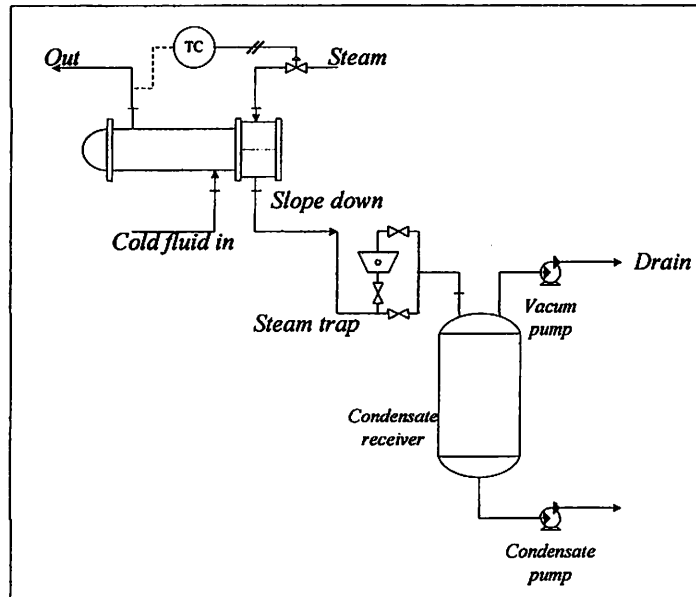 TC
Out
Steam
Slope down
Cold fluid in
Steam trap
Drain
Vacum
pump
Condensate
receiver
Condensate
pump